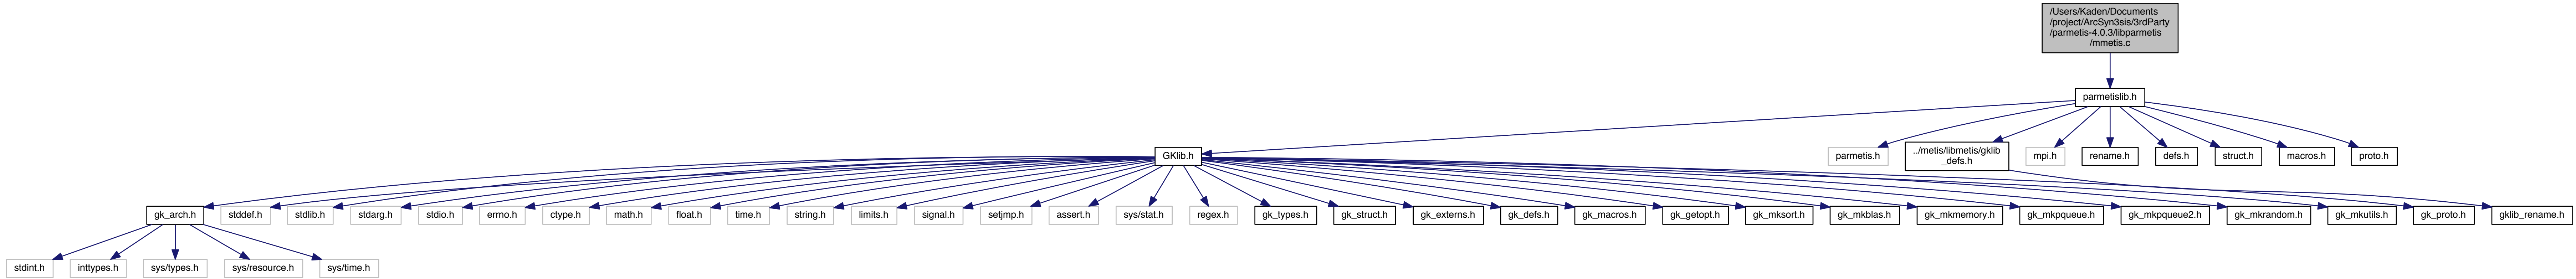 /Users/Kaden/Documents
/project/ArcSyn3sis/3rdParty
/parmetis-4.0.3/libparmetis
/mmetis.c
parmetislib.h
GKlib.h
parmetis.h
../metis/libmetis/gklib
_defs.h
mpi.h
rename.h
defs.h
struct.h
macros.h
proto.h
gk_arch.h
stddef.h
stdlib.h
stdarg.h
stdio.h
errno.h
ctype.h
math.h
float.h
time.h
string.h
limits.h
signal.h
setjmp.h
assert.h
sys/stat.h
regex.h
gk_types.h
gk_struct.h
gk_externs.h
gk_defs.h
gk_macros.h
gk_getopt.h
gk_mksort.h
gk_mkblas.h
gk_mkmemory.h
gk_mkpqueue.h
gk_mkpqueue2.h
gk_mkrandom.h
gk_mkutils.h
gk_proto.h
gklib_rename.h
stdint.h
inttypes.h
sys/types.h
sys/resource.h
sys/time.h